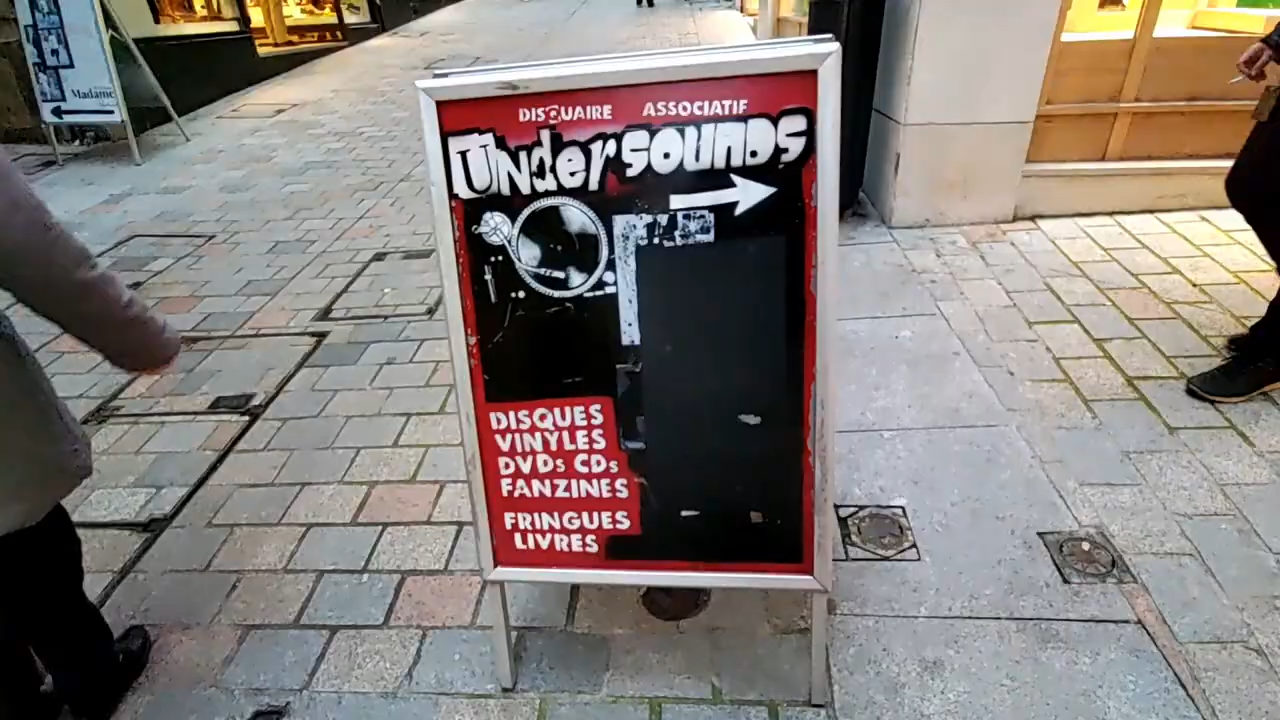 DISQUAIRE ASSOCIATIF
UNderSOUNDS
DISQUES
VINYLES
DVDs CDs
FANZINES
FRINGUES
LIVRES
Madame